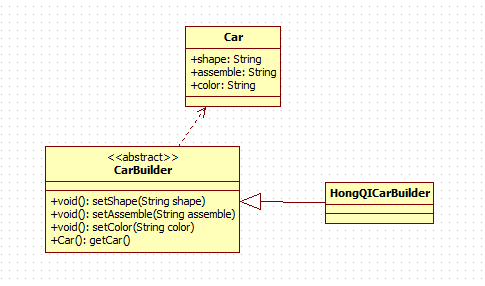 Car
+shape: String
+assemble: String
+color: String
<<abstract>>
CarBuilder
+void(): setShape(String shape)
+void(): setAssemble(String assemble)
+void(): setColor(String color)
+Car(): getCar()
HongQICarBuilder